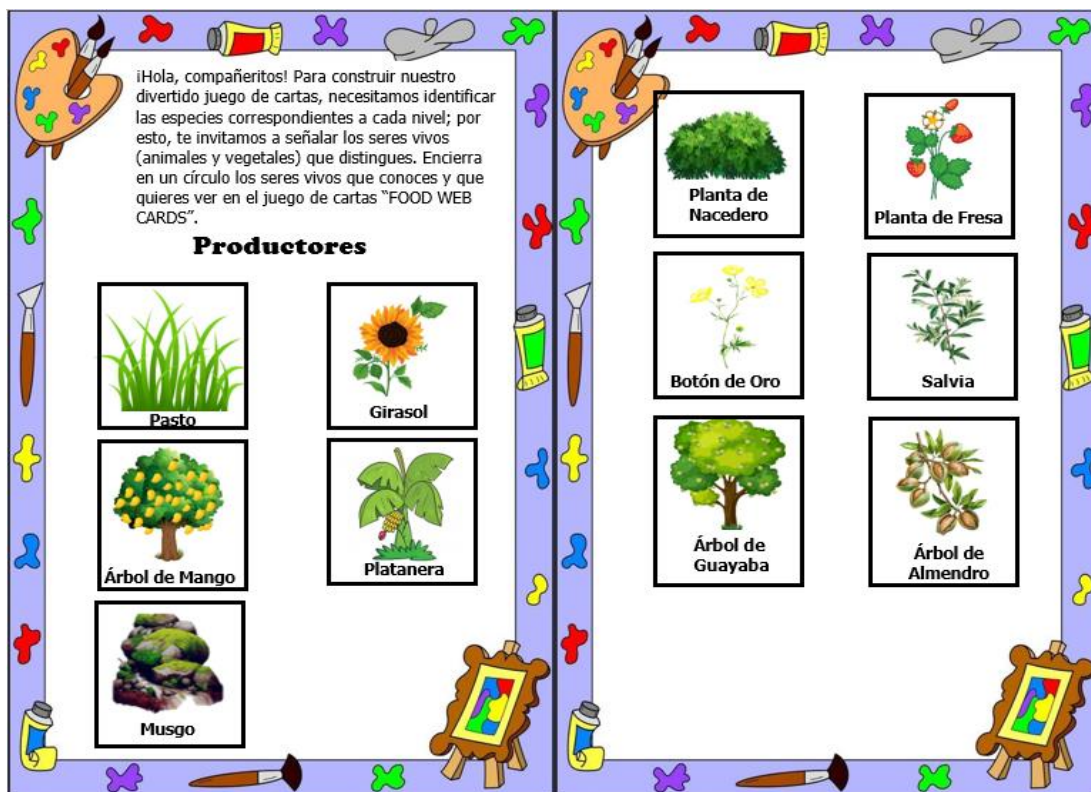 ¡Hola, compañeritos! Para construir nuestro
divertido juego de cartas, necesitamos identificar
las especies correspondientes a cada nivel; por
esto, te invitamos a señalar los seres vivos
(animales y vegetales) que distingues. Encierra
en un círculo los seres vivos que conoces y que
quieres ver en el juego de cartas “FOOD WEB
CARDS”.
Productores
Pasto
Girasol
Árbol de Mango
Platanera
Musgo
Planta de
Nacedero
Planta de Fresa
Botón de Oro
Salvia
Árbol de
Guayaba
Árbol de
Almendro